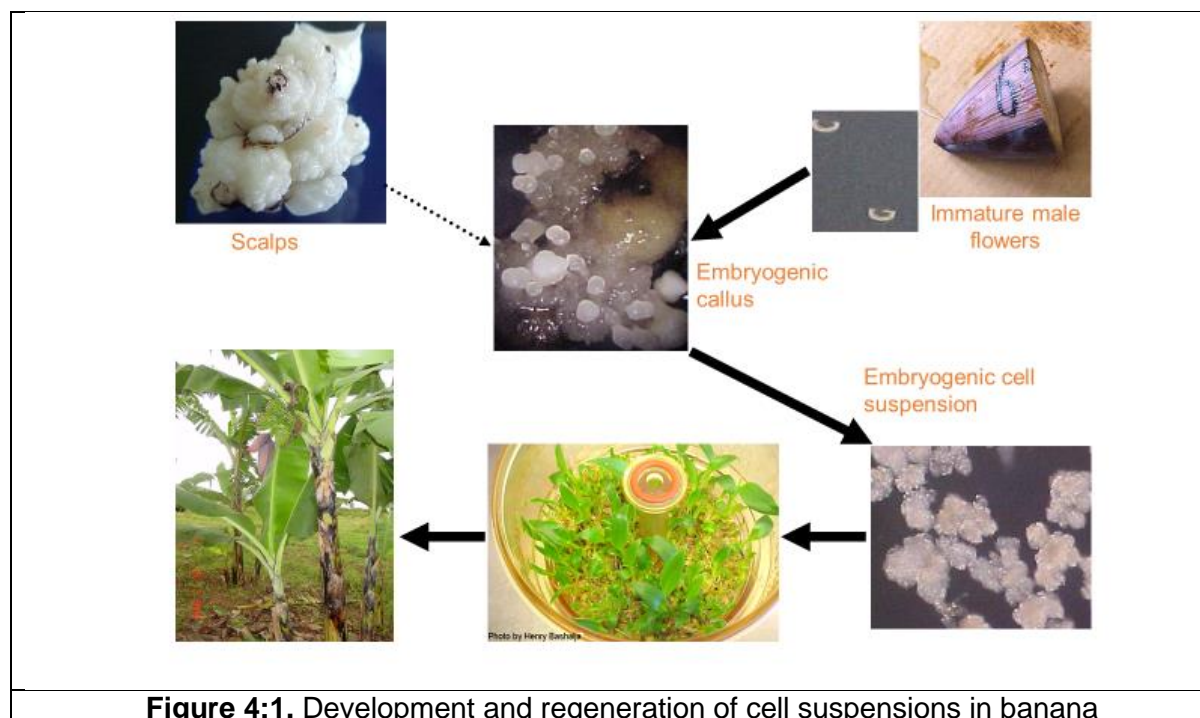 Scalps
Immature male
flowers
Embryogenic
callus
Embryogenic cell
suspension
Photo by Henry Bashaija
Figure 4:1. Development and regeneration of cell suspensions in banana